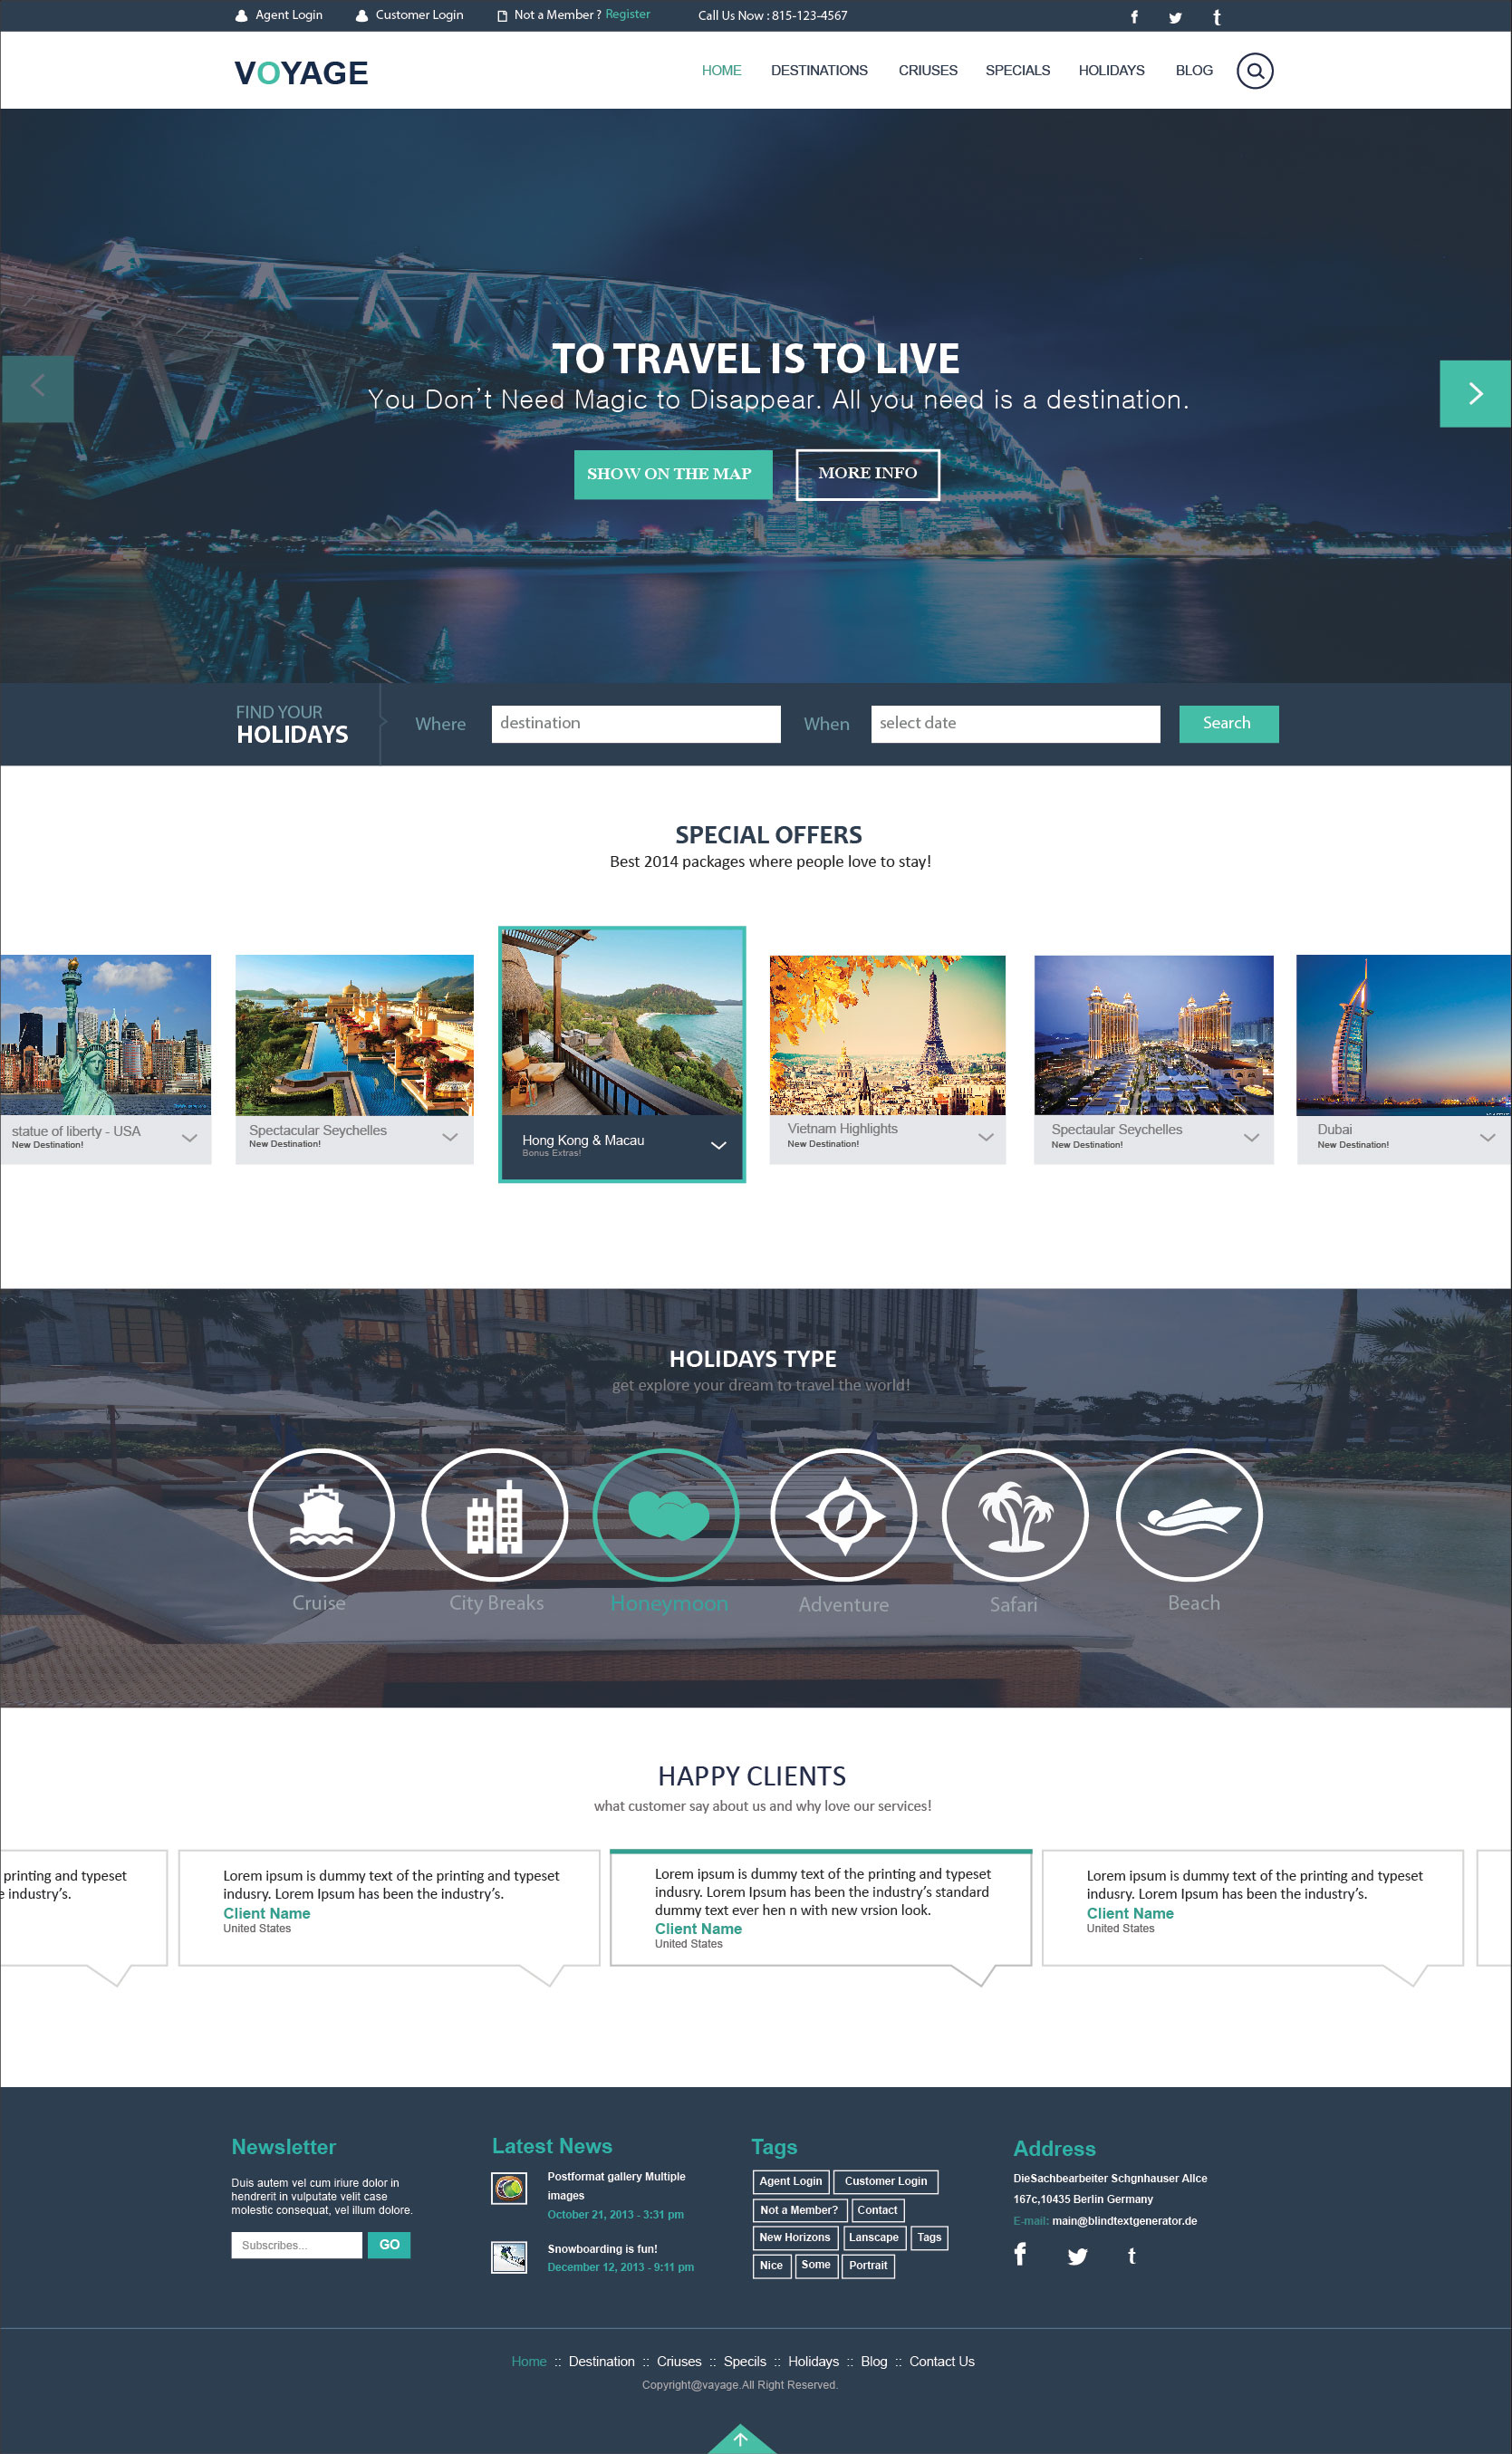 Agent Login
Customer Login
Not a Member ? Register
Call Us Now : 815-123-4567
VOYAGE
HOME
DESTINATIONS
CRIUSES
SPECIALS
HOLIDAYS
BLOG
TO TRAVEL IS TO LIVE
You Don't Need Magic to Disappear. All you need is a destination.
SHOW ON THE MAP
MORE INFO
FIND YOUR
HOLIDAYS
Where
destination
When
select date
Search
SPECIAL OFFERS
Best 2014 packages where people love to stay!
statue of liberty - USA
New Destination!
Spectacular Seychelles
New Destination!
Hong Kong & Macau
Bonus Extras!
Vietnam Highlights
New Destination!
Spectaular Seychelles
New Destination!
Dubai
New Destination!
HOLIDAYS TYPE
get explore your dream to travel the world!
Cruise
City Breaks
Honeymoon
Adventure
Safari
Beach
HAPPY CLIENTS
what customer say about us and why love our services!
printing and typeset
e industry's.
Lorem ipsum is dummy text of the printing and typeset
indusry. Lorem Ipsum has been the industry's.
Client Name
United States
Lorem ipsum is dummy text of the printing and typeset
indusry. Lorem Ipsum has been the industry's standard
dummy text ever hen n with new vrsion look.
Client Name
United States
Lorem ipsum is dummy text of the printing and typeset
indusry. Lorem Ipsum has been the industry's.
Client Name
United States
Newsletter
Duis autem vel cum iriure dolor in
hendrerit in vulputate velit case
molestic consequat, vel illum dolore.
Subscribes...
GO
Latest News
Postformat gallery Multiple
images
October 21, 2013 - 3:31 pm
Snowboarding is fun!
December 12, 2013 - 9:11 pm
Tags
Agent Login
Customer Login
Not a Member?
Contact
New Horizons
Lanscape
Tags
Nice
Some
Portrait
Address
DieSachbearbeiter Schgnhauser Allce
167c,10435 Berlin Germany
E-mail: main@blindtextgenerator.de
Home :: Destination :: Criuses :: Specils :: Holidays :: Blog :: Contact Us
Copyright@vayage.All Right Reserved.